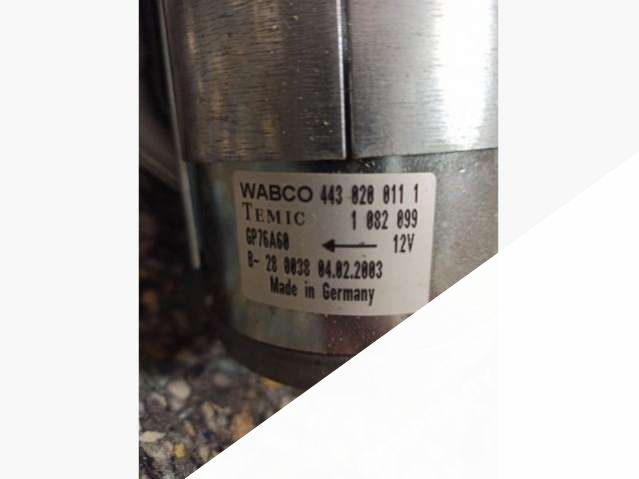 WABCO 443 020 011 1
TEMIC 1 082 099
GP76A60 ← 12V
B- 28 0038 04.02.2003
Made in Germany